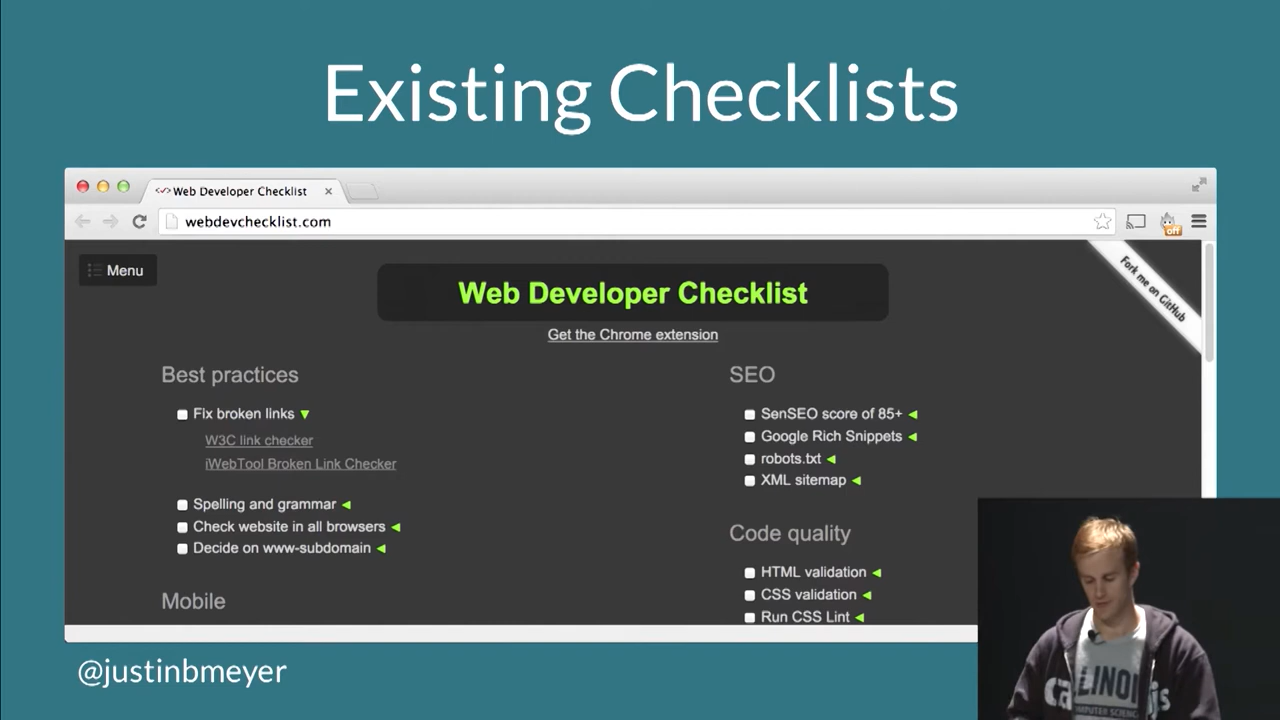 Existing Checklists
Web Developer Checklist
webdevchecklist.com
Menu
Web Developer Checklist
Fork me on GitHub
Get the Chrome extension
Best practices
Fix broken links
W3C link checker
iWebTool Broken Link Checker
Spelling and grammar
Check website in all browsers
Decide on www-subdomain
Mobile
SEO
SenSEO score of 85+
Google Rich Snippets
robots.txt
XML sitemap
Code quality
HTML validation
CSS validation
Run CSS Lint
off
@justinbmeyer